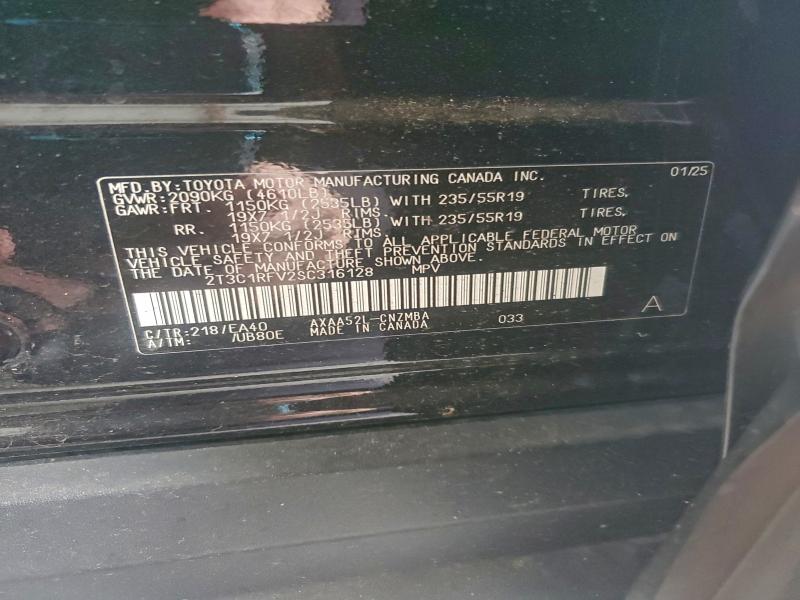 MFD.BY:TOYOTA MOTOR MANUFACTURING CANADA INC. 01/25
GVWR:2090KG (4610LB)
GAWR:FRT. 1150KG (2535LB) WITH 235/55R19 TIRES,
19X7 1/2J RIMS
RR. 1150KG (2535LB) WITH 235/55R19 TIRES,
19X7 1/2J RIMS
THIS VEHICLE CONFORMS TO ALL APPLICABLE FEDERAL MOTOR
VEHICLE SAFETY AND THEFT PREVENTION STANDARDS IN EFFECT ON
THE DATE OF MANUFACTURE SHOWN ABOVE.
2T3C1RFV2SC316128 MPV
C/TR:218/EA40 AXAA52L-CNZMBA 033 A
A/TM: /UB80E MADE IN CANADA